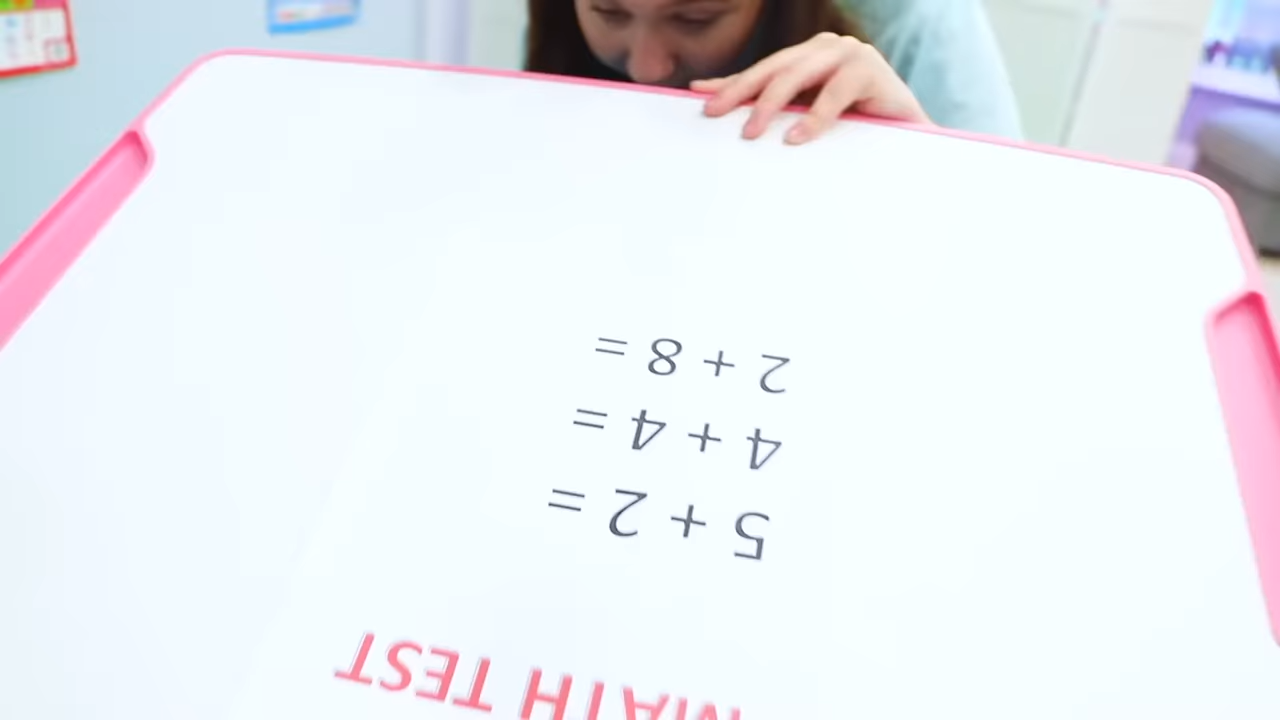 MATH TEST
5 + 2 =
4 + 4 =
2 + 8 =